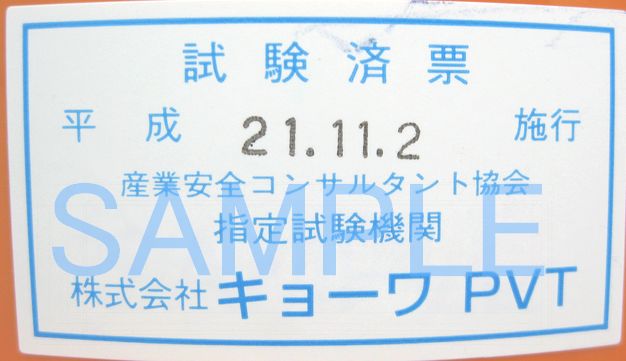 試験済票
平成 21.11.2 施行
産業安全コンサルタント協会
SAMPLE
指定試験機関
株式会社 キョーワ PVT